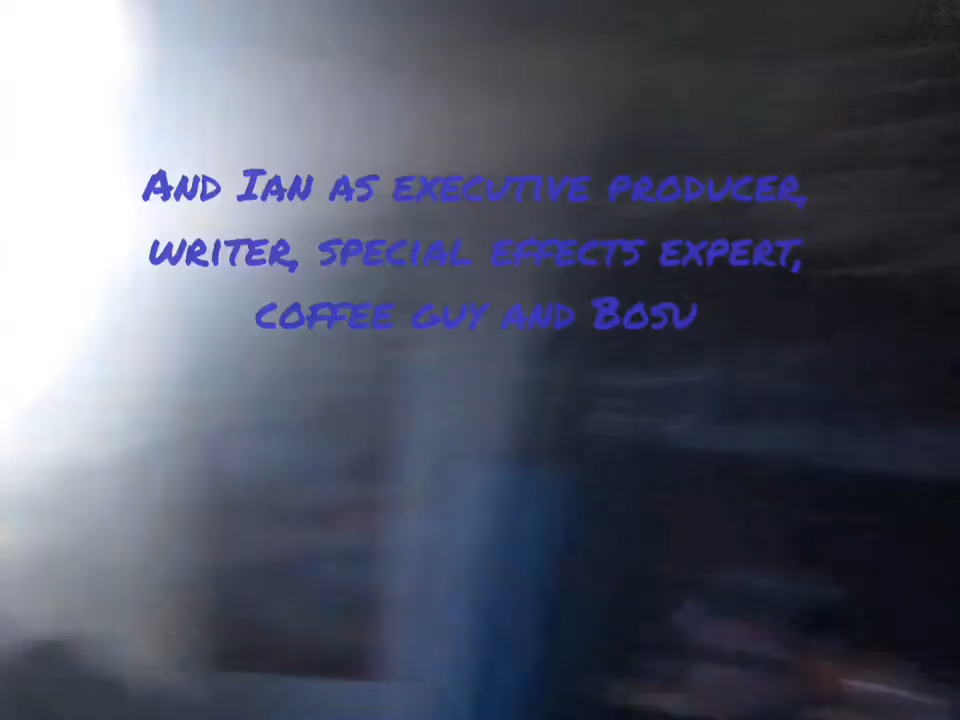 And Ian as executive producer,
writer, special effects expert,
coffee guy and Bosu